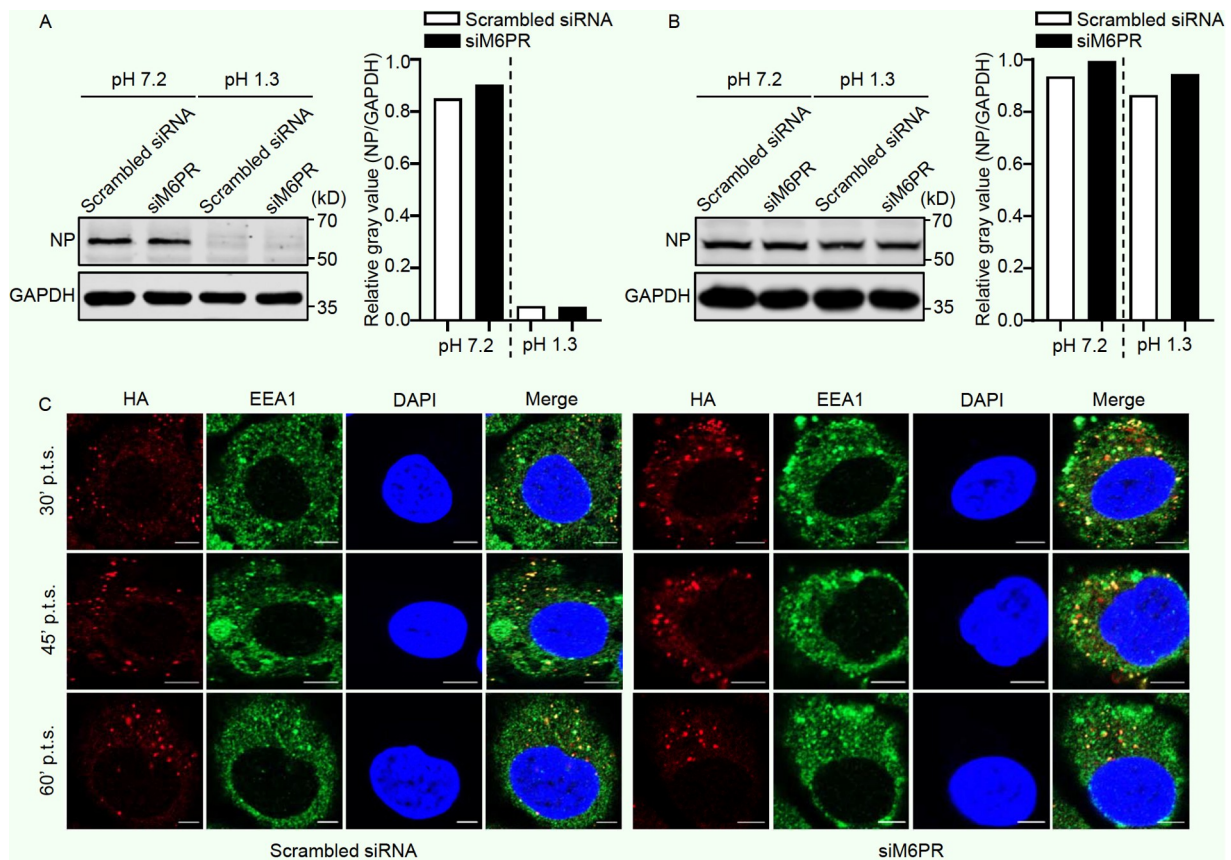 A
Scrambled siRNA
siM6PR
pH 7.2
pH 1.3
Scrambled siRNA
siM6PR
Scrambled siRNA
siM6PR
(kD)
NP
70
50
GAPDH
35
Relative gray value (NP/GAPDH)
1.0
0.8
0.6
0.4
0.2
0.0
pH 7.2
pH 1.3
B
Scrambled siRNA
siM6PR
pH 7.2
pH 1.3
Scrambled siRNA
siM6PR
Scrambled siRNA
siM6PR
(kD)
NP
70
50
GAPDH
35
Relative gray value (NP/GAPDH)
1.0
0.8
0.6
0.4
0.2
0.0
pH 7.2
pH 1.3
C
HA EEA1 DAPI Merge HA EEA1 DAPI Merge
30' p.t.s.
45' p.t.s.
60' p.t.s.
Scrambled siRNA
siM6PR